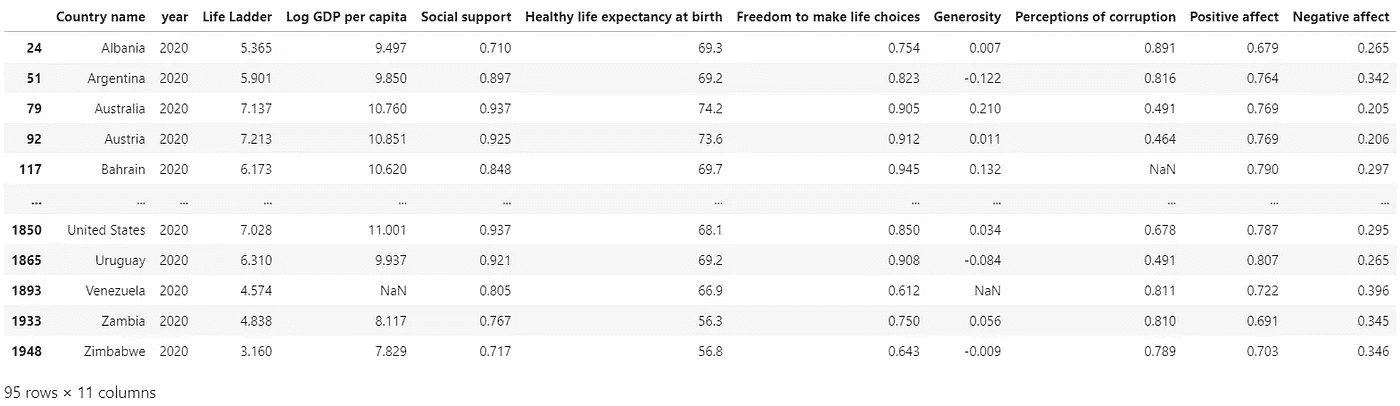 Country name year Life Ladder Log GDP per capita Social support Healthy life expectancy at birth Freedom to make life choices Generosity Perceptions of corruption Positive affect Negative affect
24 Albania 2020 5.365 9.497 0.710 69.3 0.754 0.007 0.891 0.679 0.265
51 Argentina 2020 5.901 9.850 0.897 69.2 0.823 -0.122 0.816 0.764 0.342
79 Australia 2020 7.137 10.760 0.937 74.2 0.905 0.210 0.491 0.769 0.205
92 Austria 2020 7.213 10.851 0.925 73.6 0.912 0.011 0.464 0.769 0.206
117 Bahrain 2020 6.173 10.620 0.848 69.7 0.945 0.132 NaN 0.790 0.297
... ... ... ... ... ... ... ... ... ... ... ...
1850 United States 2020 7.028 11.001 0.937 68.1 0.850 0.034 0.678 0.787 0.295
1865 Uruguay 2020 6.310 9.937 0.921 69.2 0.908 -0.084 0.491 0.807 0.265
1893 Venezuela 2020 4.574 NaN 0.805 66.9 0.612 NaN 0.811 0.722 0.396
1933 Zambia 2020 4.838 8.117 0.767 56.3 0.750 0.056 0.810 0.691 0.345
1948 Zimbabwe 2020 3.160 7.829 0.717 56.8 0.643 -0.009 0.789 0.703 0.346
95 rows × 11 columns